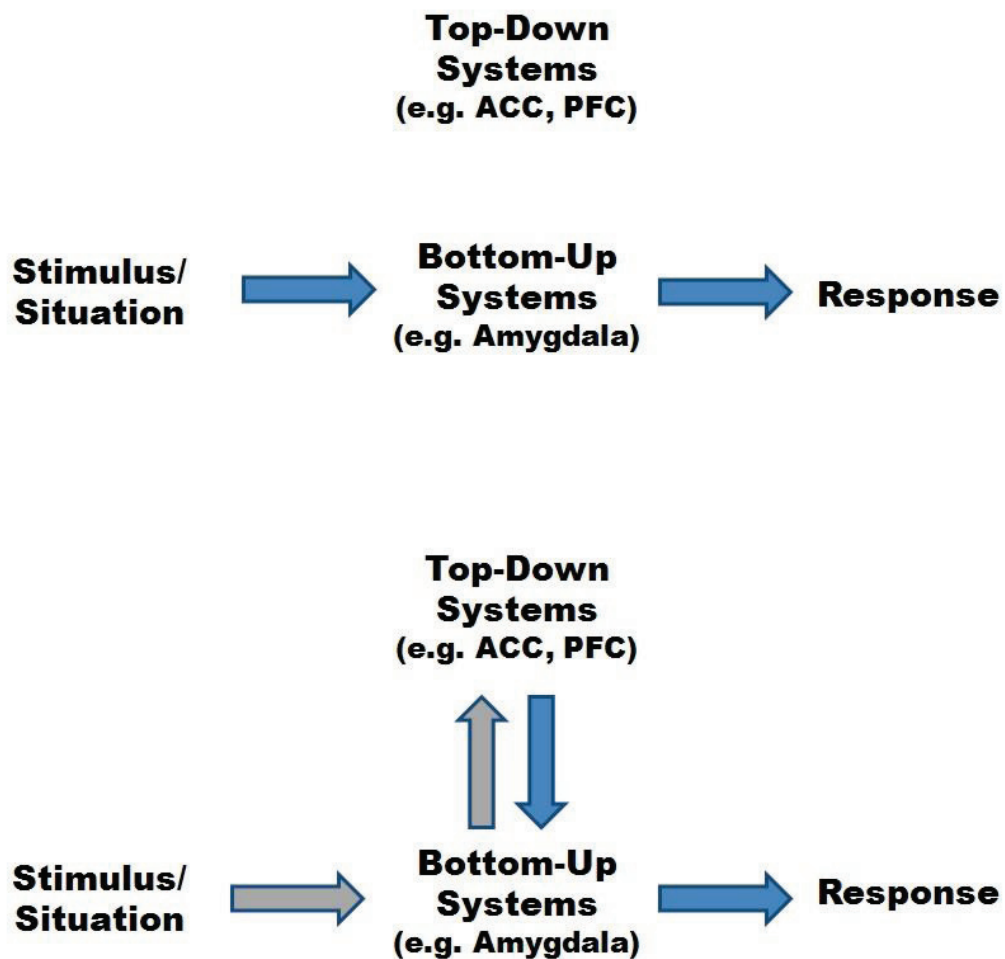 Top-Down
Systems
(e.g. ACC, PFC)
Stimulus/
Situation
Bottom-Up
Systems
(e.g. Amygdala)
Response
Top-Down
Systems
(e.g. ACC, PFC)
Stimulus/
Situation
Bottom-Up
Systems
(e.g. Amygdala)
Response